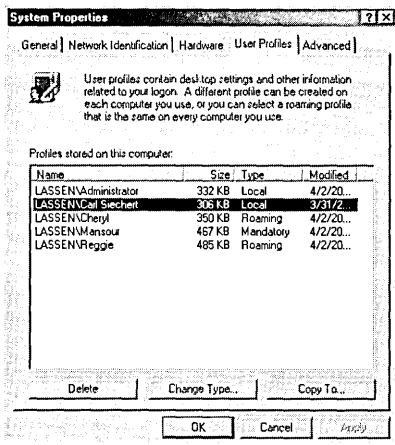 System Properties
General Network Identification Hardware User Profiles Advanced
User profiles contain desktop settings and other information
related to your logon. A different profile can be created on
each computer you use, or you can select a roaming profile
that is the same on every computer you use.
Profiles stored on this computer:
Name Size Type Modified
LASSEN\Administrator 332 KB Local 4/2/20...
LASSEN\Carl Siechert 306 KB Local 3/31/2...
LASSEN\Cheryl 350 KB Roaming 4/2/20...
LASSEN\Mansour 467 KB Mandatory 4/2/20...
LASSEN\Reggie 485 KB Roaming 4/2/20...
Delete Change Type... Copy To...
OK Cancel Apply